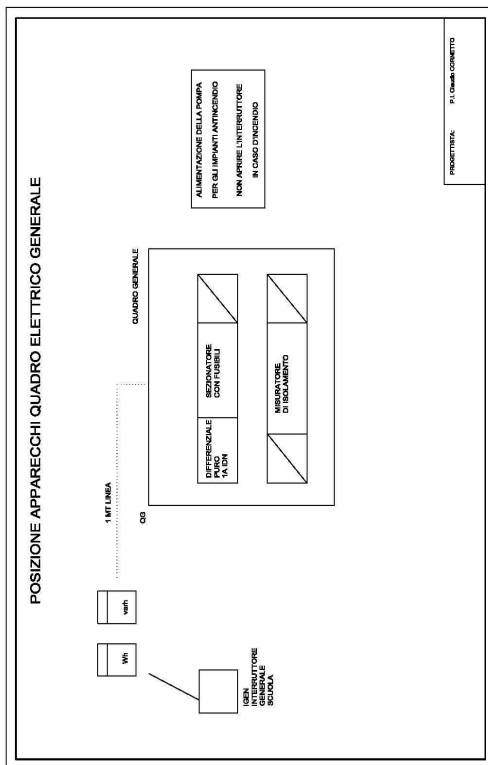 POSIZIONE APPARECCHI QUADRO ELETTRICO GENERALE
Wh
varh
1 MT LINEA
IGEN
INTERRUTTORE
GENERALE
SCUOLA
QG
QUADRO GENERALE
DIFFERENZIALE
PURO
1A IDN
SEZIONATORE
CON FUSIBILI
MISURATORE
DI ISOLAMENTO
ALIMENTAZIONE DELLA POMPA
PER GLI IMPIANTI ANTINCENDIO
NON APRIRE L'INTERRUTTORE
IN CASO D'INCENDIO
PROGETTISTA:
P.I. Claudio CORMETTO